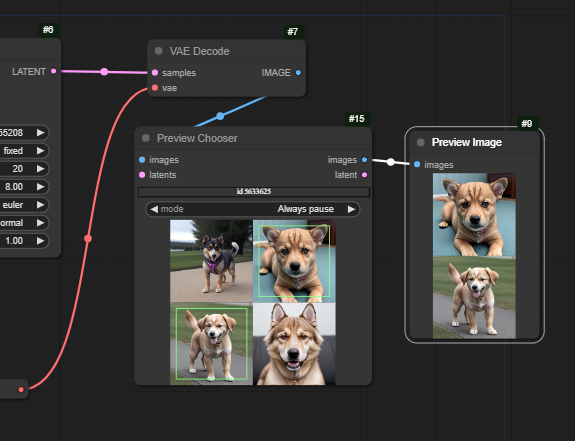 #6
LATENT
55208
fixed
20
8.00
euler
ormal
1.00
#7
VAE Decode
samples
IMAGE
vae
#15
Preview Chooser
images
images
latents
latent
id:5633625
mode
Always pause
#9
Preview Image
images